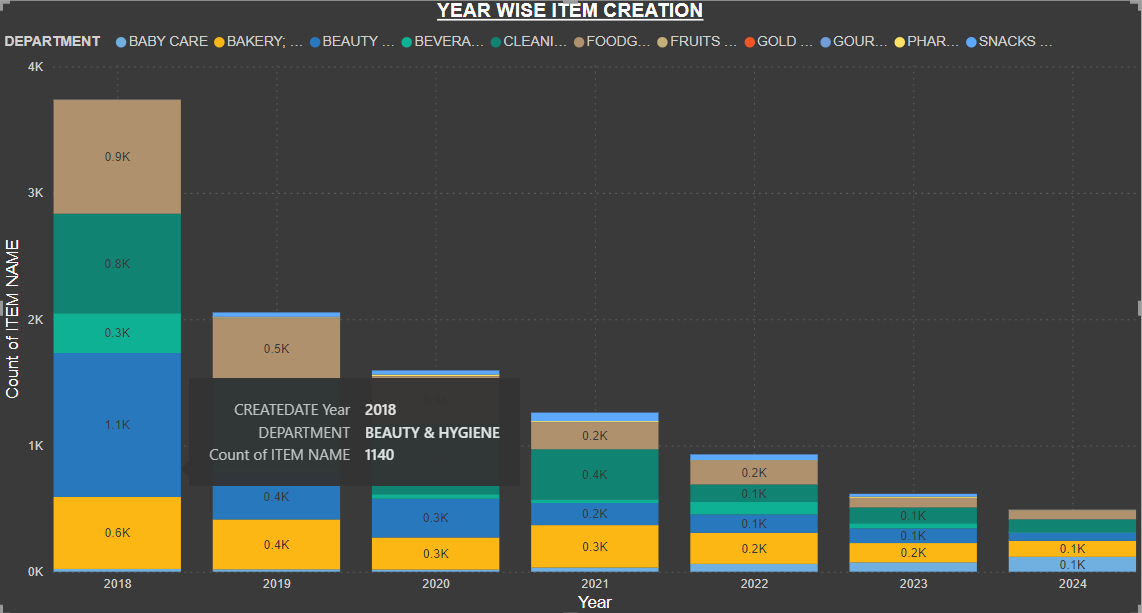 YEAR WISE ITEM CREATION
DEPARTMENT BABY CARE BAKERY; ... BEAUTY ... BEVERA... CLEANI... FOODG... FRUITS ... GOLD ... GOUR... PHAR... SNACKS ...
4K
3K
2K
1K
0K
Count of ITEM NAME
0.9K
0.8K
0.3K
1.1K
0.6K
0.5K
0.4K
0.4K
0.3K
0.3K
0.2K
0.4K
0.2K
0.3K
0.2K
0.1K
0.1K
0.2K
0.1K
0.1K
0.2K
0.1K
0.1K
CREATEDATE Year 2018
DEPARTMENT BEAUTY & HYGIENE
Count of ITEM NAME 1140
2018 2019 2020 2021 2022 2023 2024
Year